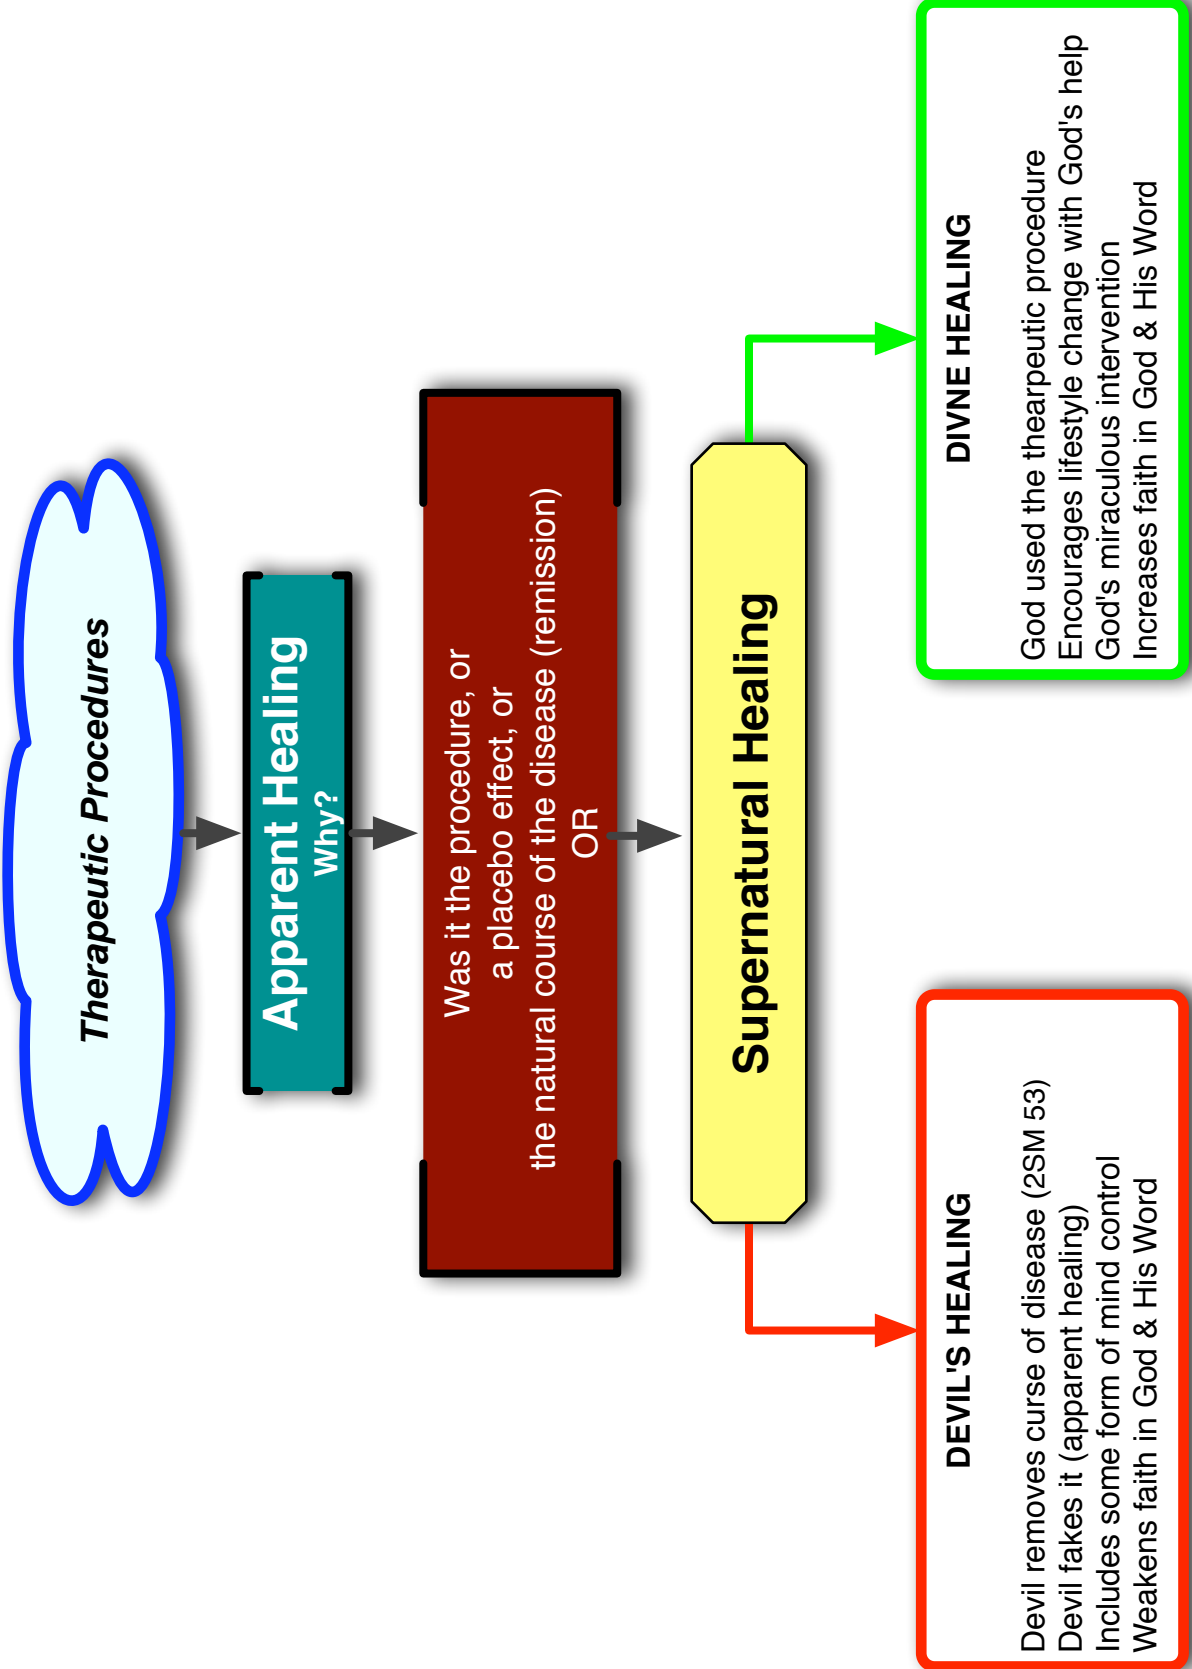 Therapeutic Procedures
Apparent Healing
Why?
Was it the procedure, or
a placebo effect, or
the natural course of the disease (remission)
OR
Supernatural Healing
DEVIL'S HEALING
Devil removes curse of disease (2SM 53)
Devil fakes it (apparent healing)
Includes some form of mind control
Weakens faith in God & His Word
DIVNE HEALING
God used the thearpeutic procedure
Encourages lifestyle change with God's help
God's miraculous intervention
Increases faith in God & His Word